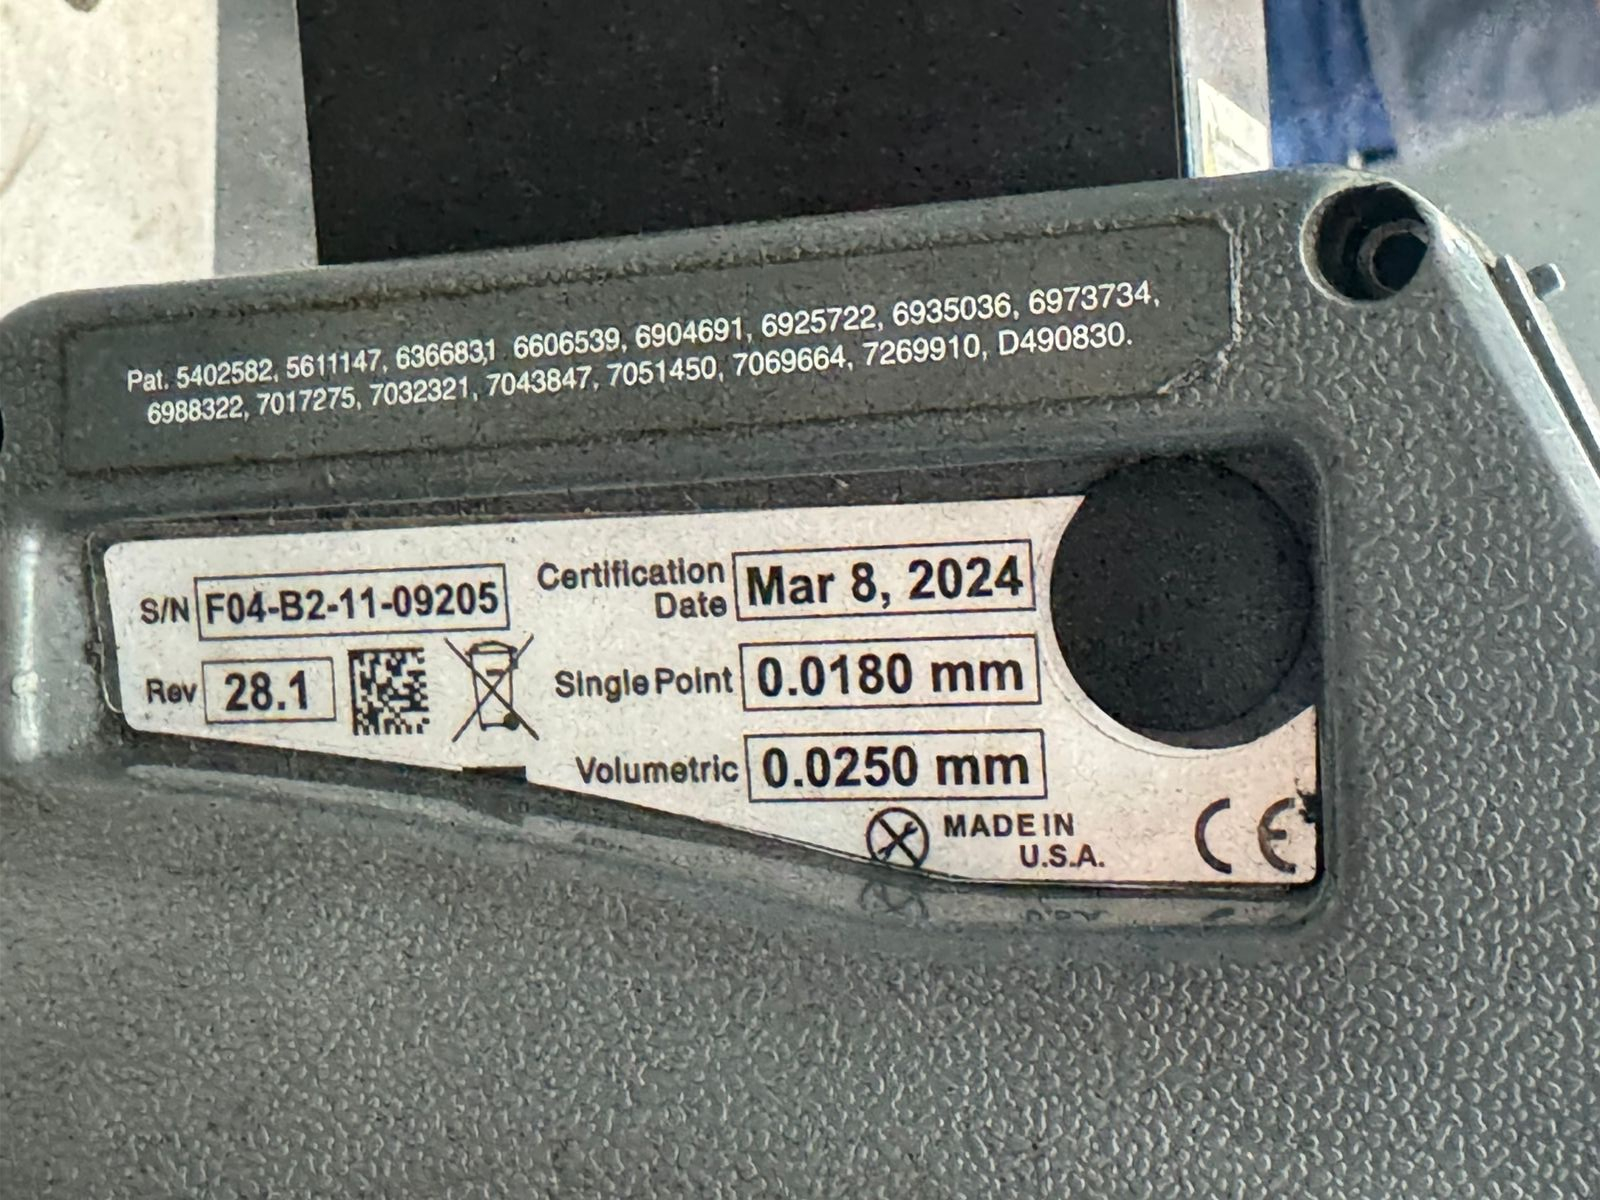 Pat. 5402582, 5611147, 6366831, 6606539, 6904691, 6925722, 6935036, 6973734,
6988322, 7017275, 7032321, 7043847, 7051450, 7069664, 7269910, D490830.
S/N F04-B2-11-09205
Certification Date Mar 8, 2024
Rev 28.1
Single Point 0.0180 mm
Volumetric 0.0250 mm
MADE IN
U.S.A.
CE